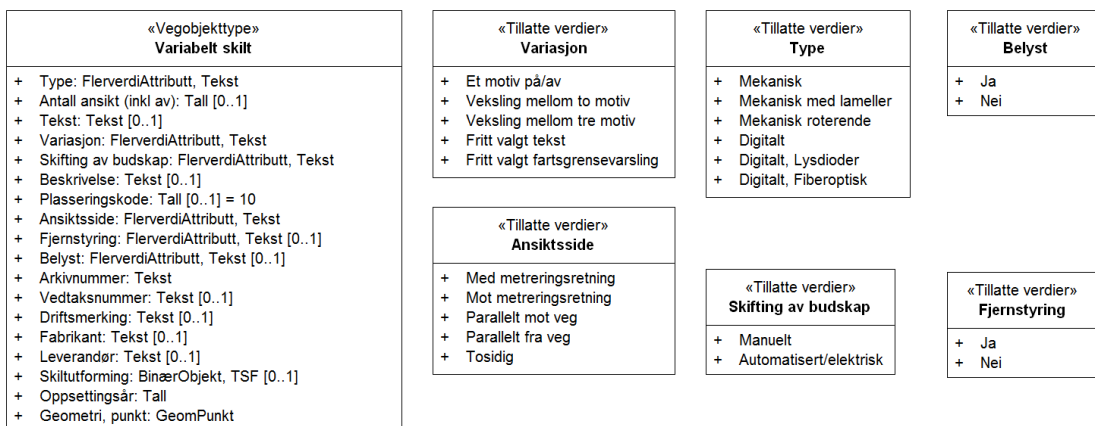 «Vegobjekttype»
Variabelt skilt
+ Type: FlerverdiAttributt, Tekst
+ Antall ansikt (inkl av): Tall [0..1]
+ Tekst: Tekst [0..1]
+ Variasjon: FlerverdiAttributt, Tekst
+ Skifting av budskap: FlerverdiAttributt, Tekst
+ Beskrivelse: Tekst [0..1]
+ Plasseringskode: Tall [0..1] = 10
+ Ansiktsside: FlerverdiAttributt, Tekst
+ Fjernstyring: FlerverdiAttributt, Tekst [0..1]
+ Belyst: FlerverdiAttributt, Tekst [0..1]
+ Arkivnummer: Tekst
+ Vedtaksnummer: Tekst [0..1]
+ Driftsmerking: Tekst [0..1]
+ Fabrikant: Tekst [0..1]
+ Leverandør: Tekst [0..1]
+ Skiltutforming: BinærObjekt, TSF [0..1]
+ Oppsettingsår: Tall
+ Geometri, punkt: GeomPunkt
«Tillatte verdier»
Variasjon
+ Et motiv på/av
+ Veksling mellom to motiv
+ Veksling mellom tre motiv
+ Fritt valgt tekst
+ Fritt valgt fartsgrensevarsling
«Tillatte verdier»
Type
+ Mekanisk
+ Mekanisk med lameller
+ Mekanisk roterende
+ Digitalt
+ Digitalt, Lysdioder
+ Digitalt, Fiberoptisk
«Tillatte verdier»
Belyst
+ Ja
+ Nei
«Tillatte verdier»
Ansiktsside
+ Med metreringsretning
+ Mot metreringsretning
+ Parallelt mot veg
+ Parallelt fra veg
+ Tosidig
«Tillatte verdier»
Skifting av budskap
+ Manuelt
+ Automatisert/elektrisk
«Tillatte verdier»
Fjernstyring
+ Ja
+ Nei